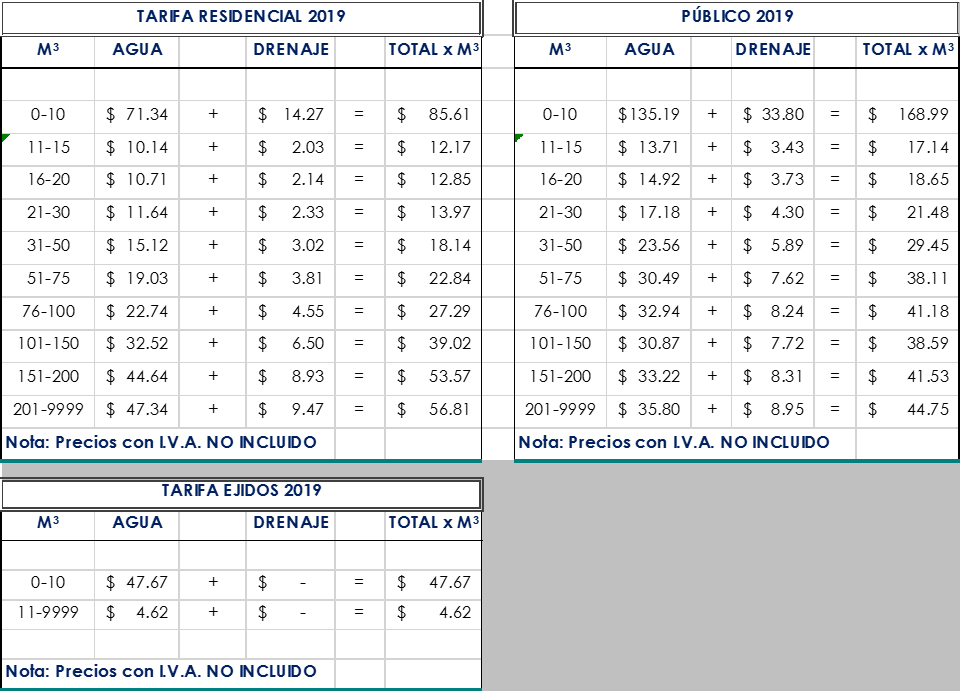 TARIFA RESIDENCIAL 2019
M³ AGUA DRENAJE TOTAL x M³
0-10 $ 71.34 + $ 14.27 = $ 85.61
11-15 $ 10.14 + $ 2.03 = $ 12.17
16-20 $ 10.71 + $ 2.14 = $ 12.85
21-30 $ 11.64 + $ 2.33 = $ 13.97
31-50 $ 15.12 + $ 3.02 = $ 18.14
51-75 $ 19.03 + $ 3.81 = $ 22.84
76-100 $ 22.74 + $ 4.55 = $ 27.29
101-150 $ 32.52 + $ 6.50 = $ 39.02
151-200 $ 44.64 + $ 8.93 = $ 53.57
201-9999 $ 47.34 + $ 9.47 = $ 56.81
Nota: Precios con I.V.A. NO INCLUIDO
PÚBLICO 2019
M³ AGUA DRENAJE TOTAL x M³
0-10 $135.19 + $ 33.80 = $ 168.99
11-15 $ 13.71 + $ 3.43 = $ 17.14
16-20 $ 14.92 + $ 3.73 = $ 18.65
21-30 $ 17.18 + $ 4.30 = $ 21.48
31-50 $ 23.56 + $ 5.89 = $ 29.45
51-75 $ 30.49 + $ 7.62 = $ 38.11
76-100 $ 32.94 + $ 8.24 = $ 41.18
101-150 $ 30.87 + $ 7.72 = $ 38.59
151-200 $ 33.22 + $ 8.31 = $ 41.53
201-9999 $ 35.80 + $ 8.95 = $ 44.75
Nota: Precios con I.V.A. NO INCLUIDO
TARIFA EJIDOS 2019
M³ AGUA DRENAJE TOTAL x M³
0-10 $ 47.67 + $ - = $ 47.67
11-9999 $ 4.62 + $ - = $ 4.62
Nota: Precios con I.V.A. NO INCLUIDO